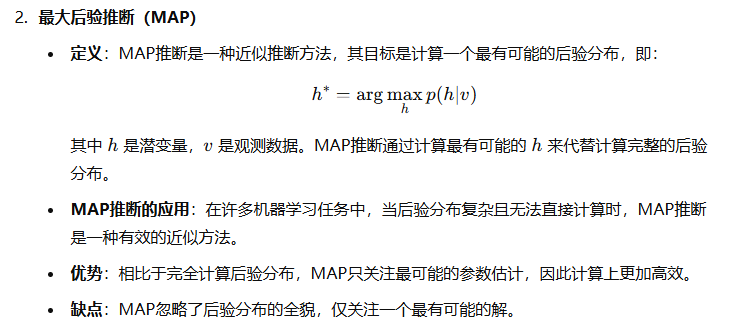 2. 最大后验推断（MAP）
• 定义：MAP推断是一种近似推断方法，其目标是计算一个最有可能的后验分布，即：
h* = arg max p(h|v)
h
其中 h 是潜变量，v 是观测数据。MAP推断通过计算最有可能的 h 来代替计算完整的后验
分布。
• MAP推断的应用：在许多机器学习任务中，当后验分布复杂且无法直接计算时，MAP推断
是一种有效的近似方法。
• 优势：相比于完全计算后验分布，MAP只关注最可能的参数估计，因此计算上更加高效。
• 缺点：MAP忽略了后验分布的全貌，仅关注一个最有可能的解。